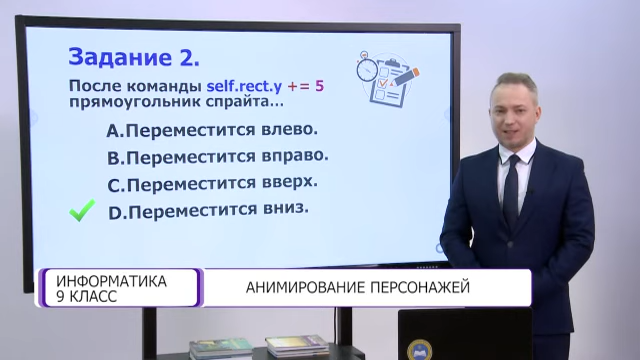 Задание 2.
После команды self.rect.y += 5
прямоугольник спрайта...
A.Переместится влево.
B.Переместится вправо.
C.Переместится вверх.
D.Переместится вниз.
ИНФОРМАТИКА
9 КЛАСС
АНИМИРОВАНИЕ ПЕРСОНАЖЕЙ